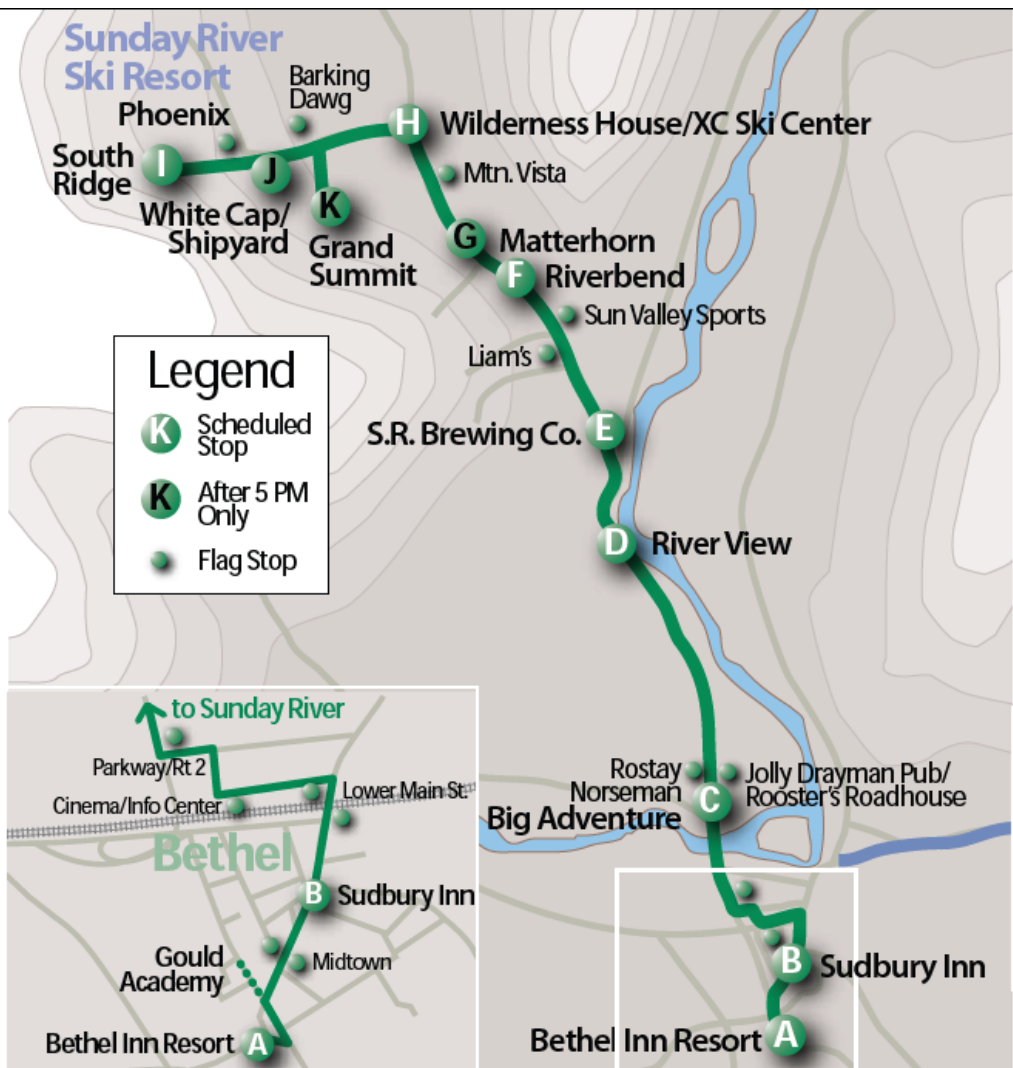 Sunday River
Ski Resort
Barking
Dawg
Phoenix
H
Wilderness House/XC Ski Center
South
Ridge
I
J
Mtn. Vista
White Cap/
Shipyard
K
Grand
Summit
G
Matterhorn
F
Riverbend
Sun Valley Sports
Liam's
Legend
K
Scheduled
Stop
K
After 5 PM
Only
Flag Stop
S.R. Brewing Co.
E
D
River View
to Sunday River
Parkway/Rt 2
Cinema/Info Center
Lower Main St.
Bethel
B
Sudbury Inn
Gould
Academy
Midtown
Bethel Inn Resort
A
Rostay
Norseman
Big Adventure
C
Jolly Drayman Pub/
Rooster's Roadhouse
B
Sudbury Inn
Bethel Inn Resort
A